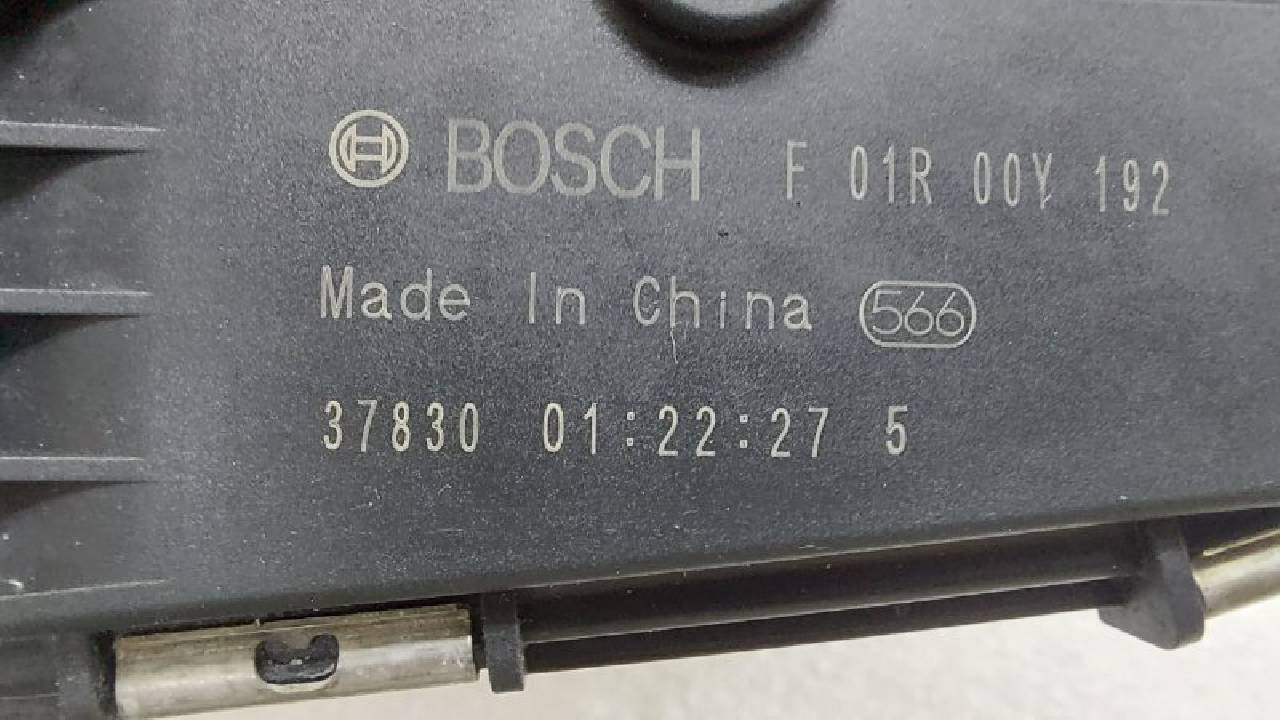 BOSCH F 01R 00Y 192
Made In China 566
37830 01:22:27 5